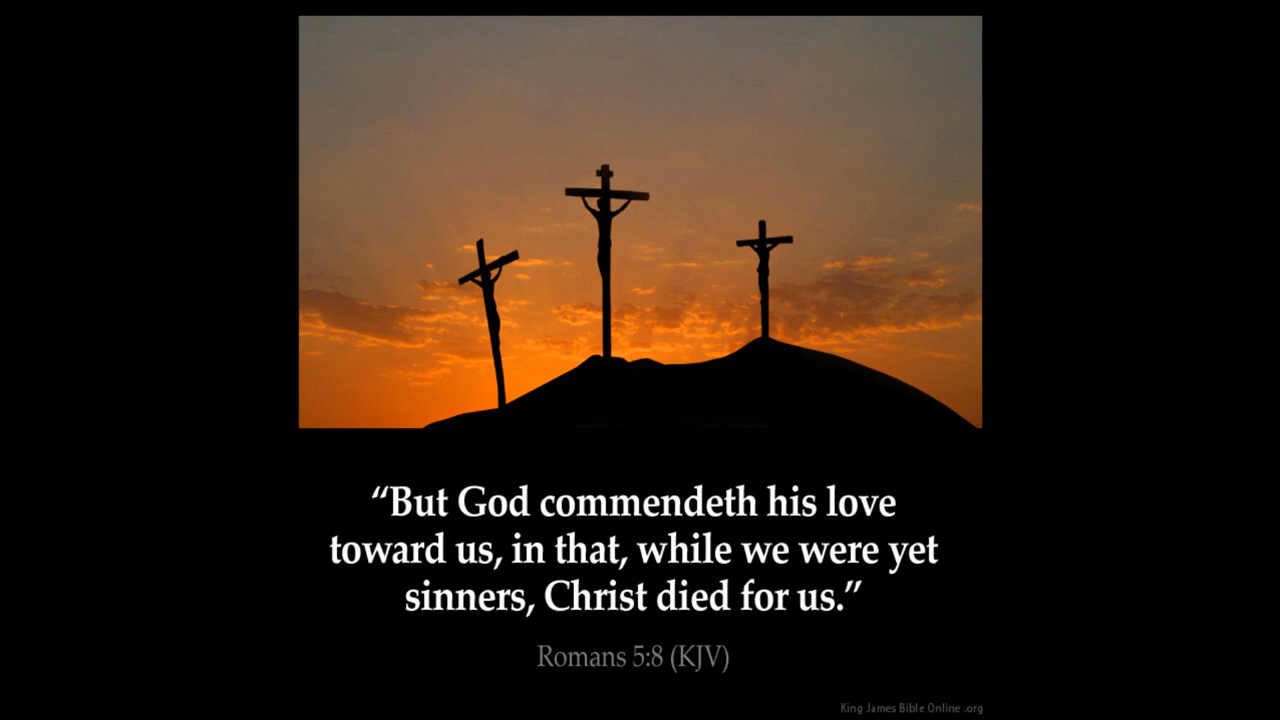 “But God commendeth his love
toward us, in that, while we were yet
sinners, Christ died for us.”
Romans 5:8 (KJV)
King James Bible Online .org